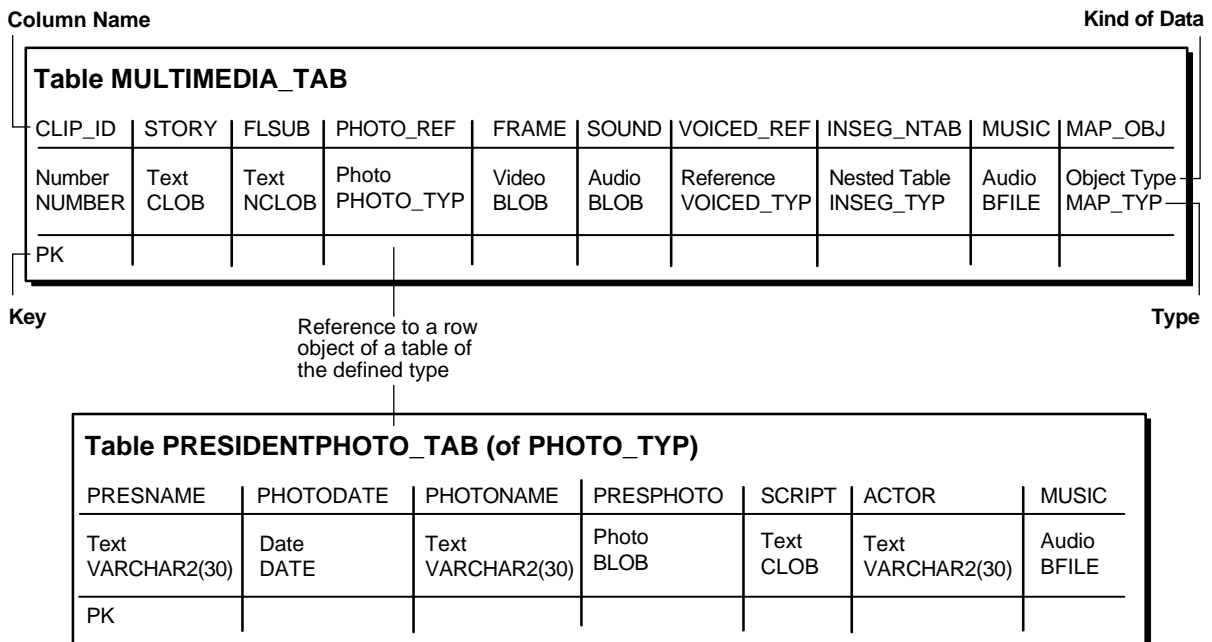 Column Name Kind of Data
Table MULTIMEDIA_TAB
CLIP_ID STORY FLSUB PHOTO_REF FRAME SOUND VOICED_REF INSEG_NTAB MUSIC MAP_OBJ
Number Text Text Photo Video Audio Reference Nested Table Audio Object Type
NUMBER CLOB NCLOB PHOTO_TYP BLOB BLOB VOICED_TYP INSEG_TYP BFILE MAP_TYP
PK
Key Type
Reference to a row
object of a table of
the defined type
Table PRESIDENTPHOTO_TAB (of PHOTO_TYP)
PRESNAME PHOTODATE PHOTONAME PRESPHOTO SCRIPT ACTOR MUSIC
Text Date Text Photo Text Text Audio
VARCHAR2(30) DATE VARCHAR2(30) BLOB CLOB VARCHAR2(30) BFILE
PK